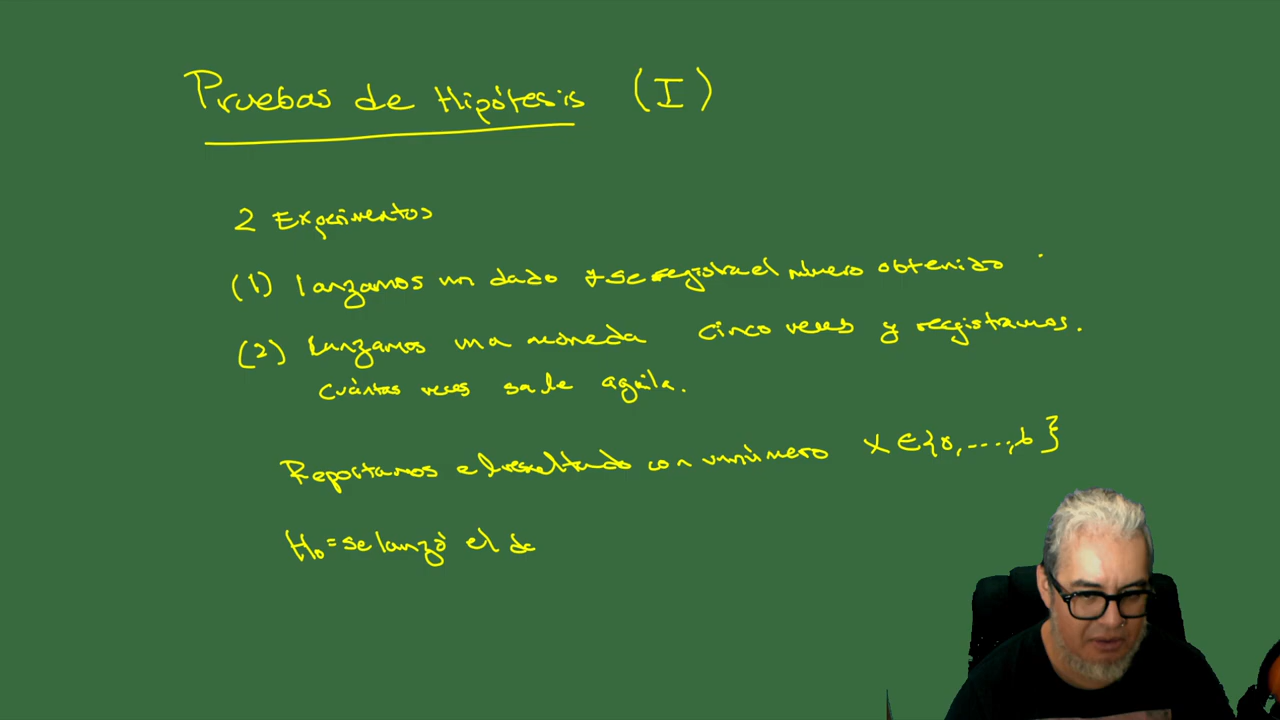 Pruebas de Hipótesis (I)
2 Experimentos
(1) lanzamos un dado y se registra el número obtenido.
(2) lanzamos una moneda cinco veces y registramos.
cuántas veces sale aguila.
Reportamos el resultado con un número X ∈ {0, ...., 6}
H₀ = se lanzó el da